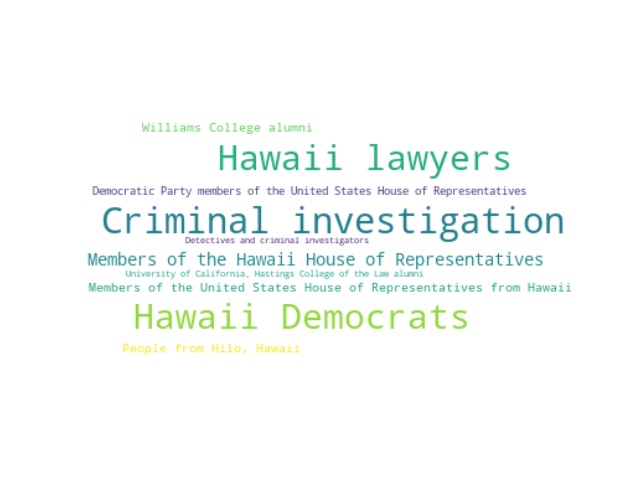 Williams College alumni
Hawaii lawyers
Democratic Party members of the United States House of Representatives
Criminal investigation
Detectives and criminal investigators
Members of the Hawaii House of Representatives
University of California, Hastings College of the Law alumni
Members of the United States House of Representatives from Hawaii
Hawaii Democrats
People from Hilo, Hawaii